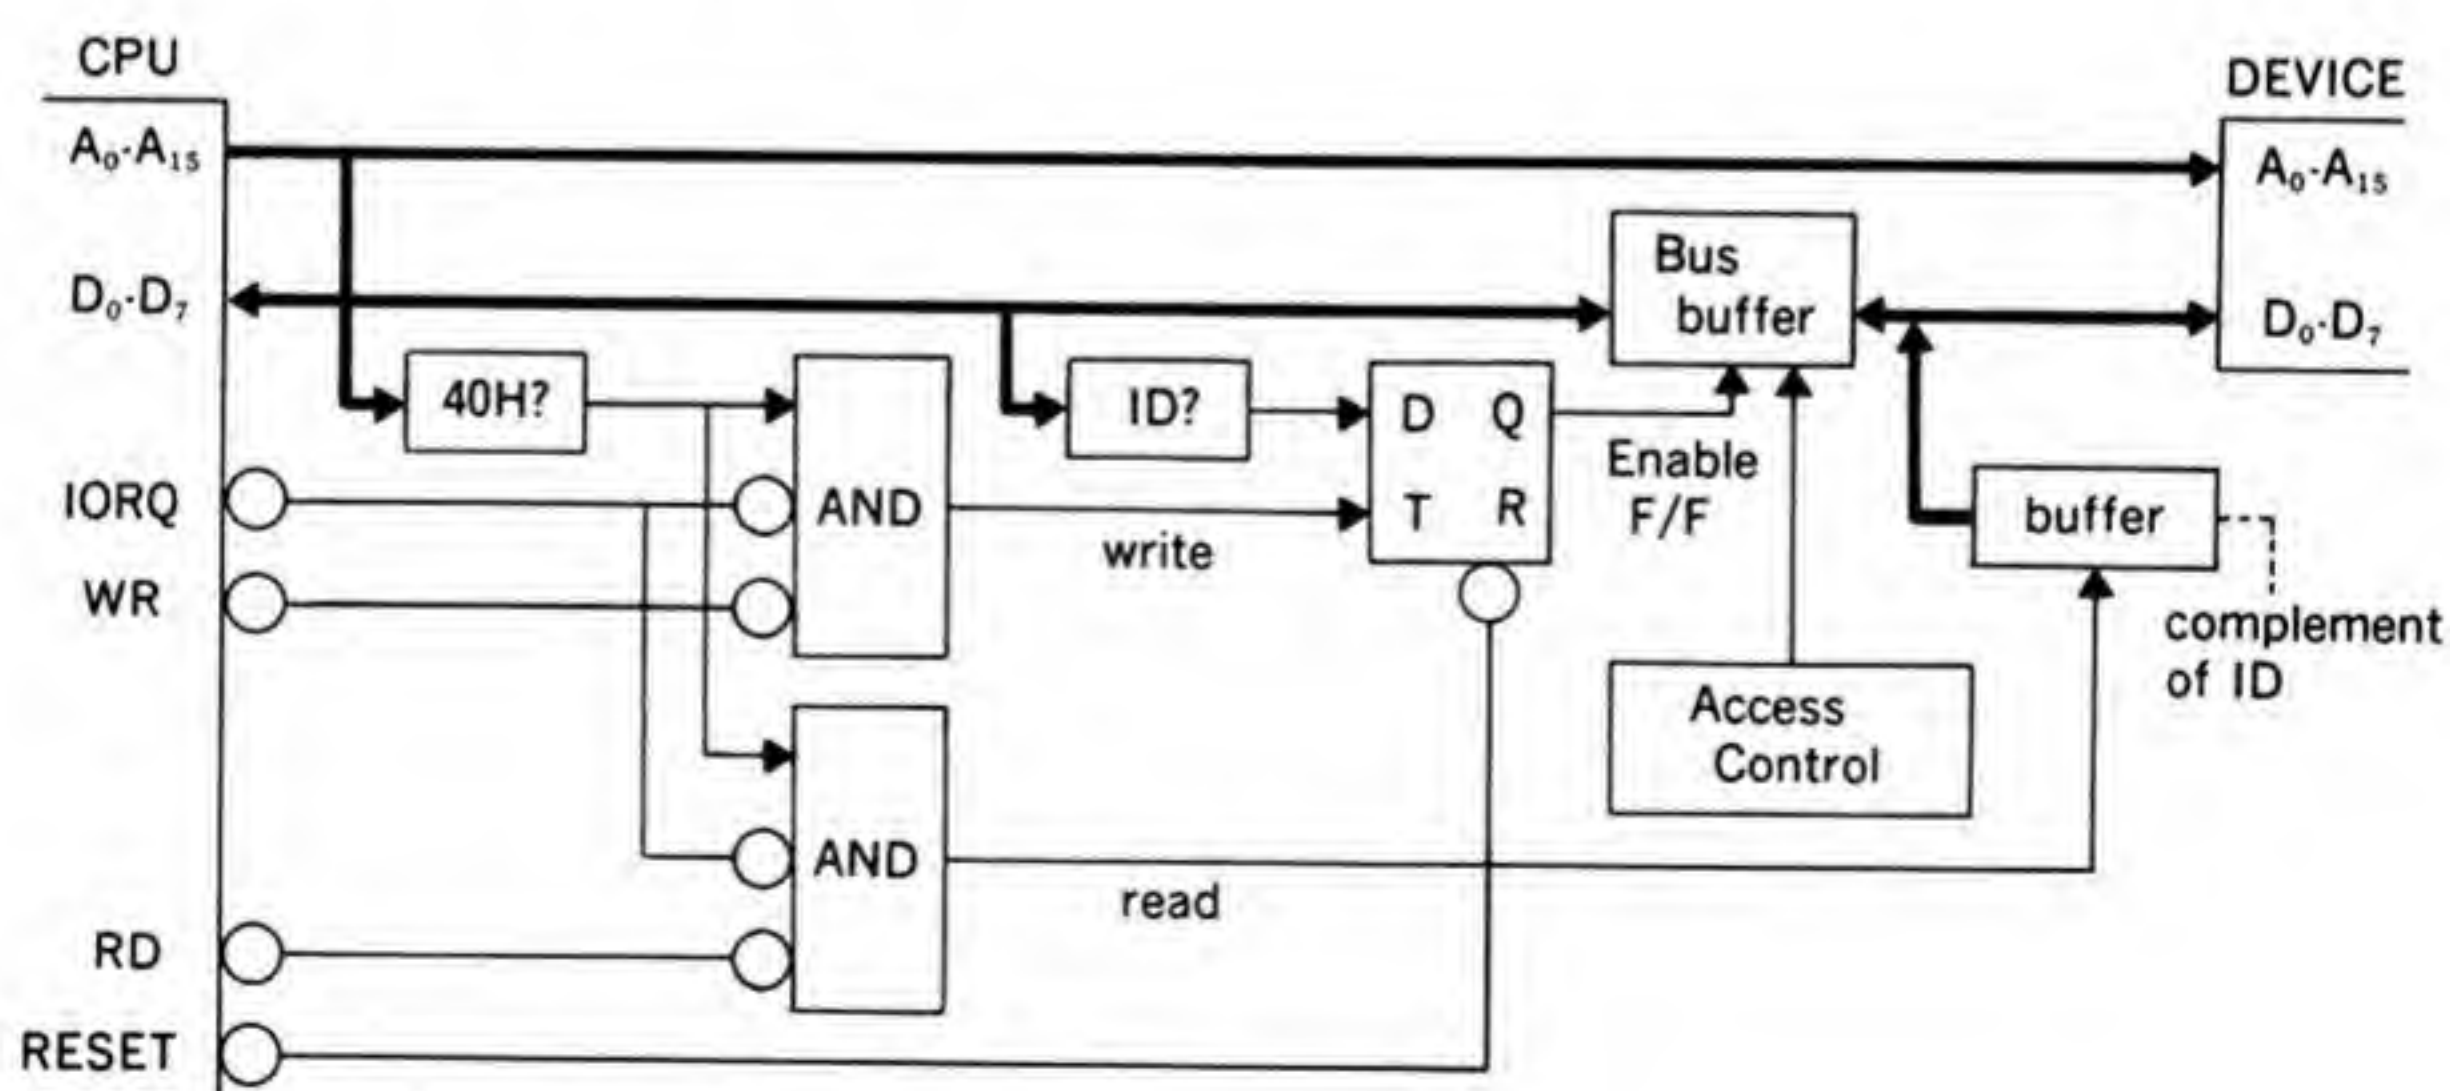 CPU
DEVICE
A₀-A₁₅
A₀-A₁₅
D₀-D₇
Bus
buffer
D₀-D₇
40H?
ID?
D Q
T R
Enable
F/F
IORQ
AND
write
buffer
WR
complement
of ID
Access
Control
AND
read
RD
RESET